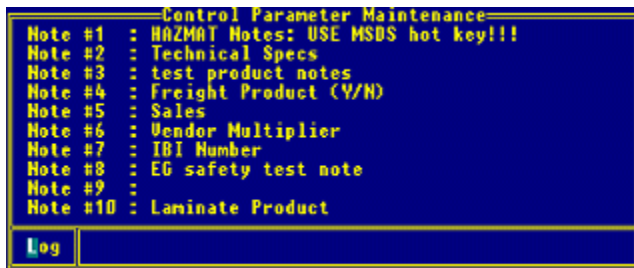 Control Parameter Maintenance
Note #1 : HAZMAT Notes: USE MSDS hot key!!!
Note #2 : Technical Specs
Note #3 : test product notes
Note #4 : Freight Product (Y/N)
Note #5 : Sales
Note #6 : Vendor Multiplier
Note #7 : IBI Number
Note #8 : EG safety test note
Note #9 :
Note #10 : Laminate Product
Log